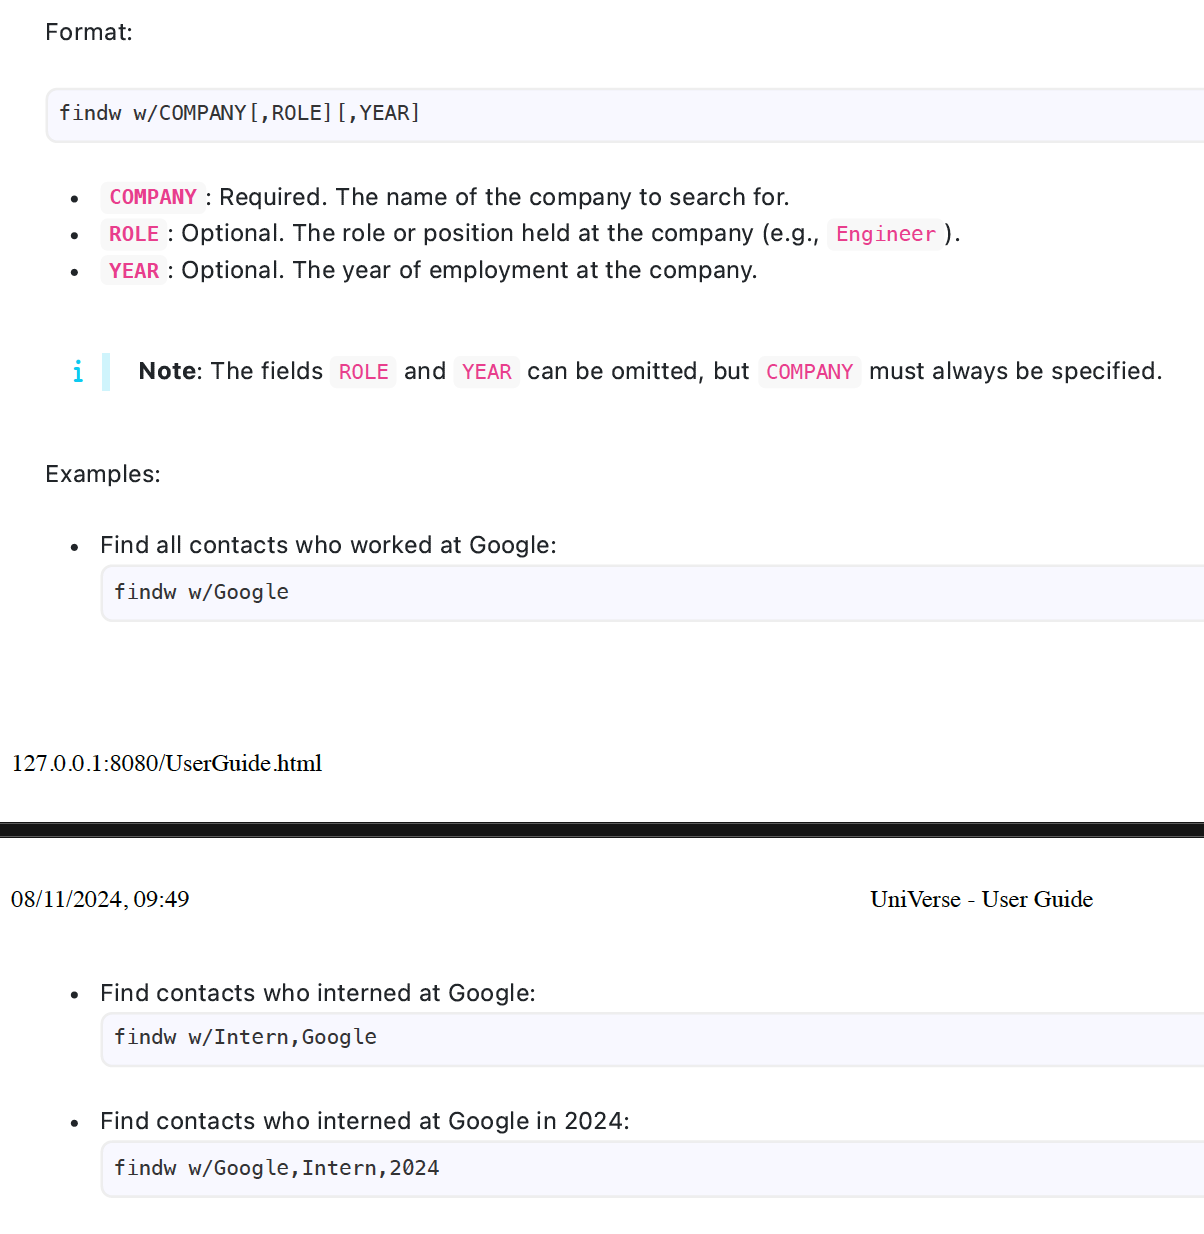 Format:
findw w/COMPANY[,ROLE][,YEAR]
• COMPANY : Required. The name of the company to search for.
• ROLE : Optional. The role or position held at the company (e.g., Engineer ).
• YEAR : Optional. The year of employment at the company.
i Note: The fields ROLE and YEAR can be omitted, but COMPANY must always be specified.
Examples:
• Find all contacts who worked at Google:
findw w/Google
127.0.0.1:8080/UserGuide.html
08/11/2024, 09:49 UniVerse - User Guide
• Find contacts who interned at Google:
findw w/Intern,Google
• Find contacts who interned at Google in 2024:
findw w/Google,Intern,2024